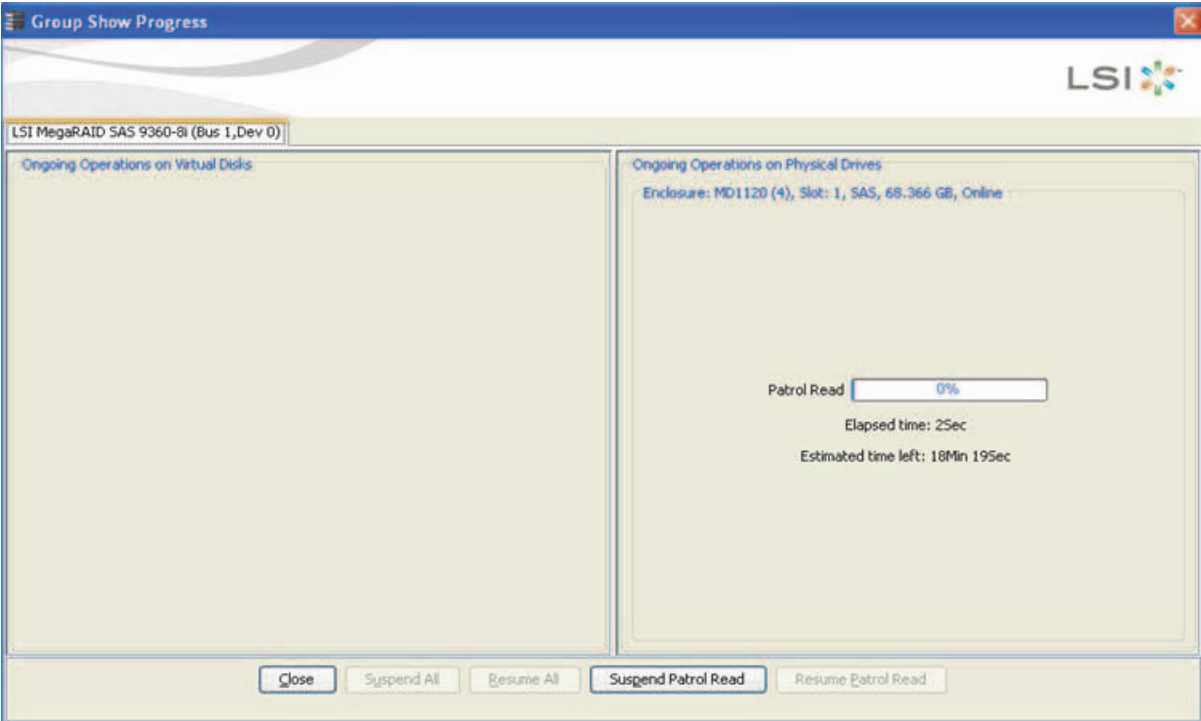 Group Show Progress
LSI
LSI MegaRAID SAS 9360-8i (Bus 1,Dev 0)
Ongoing Operations on Virtual Disks
Ongoing Operations on Physical Drives
Enclosure: MD1120 (4), Slot: 1, SAS, 68.366 GB, Online
Patrol Read 0%
Elapsed time: 2Sec
Estimated time left: 18Min 19Sec
Close Suspend All Resume All Suspend Patrol Read Resume Patrol Read